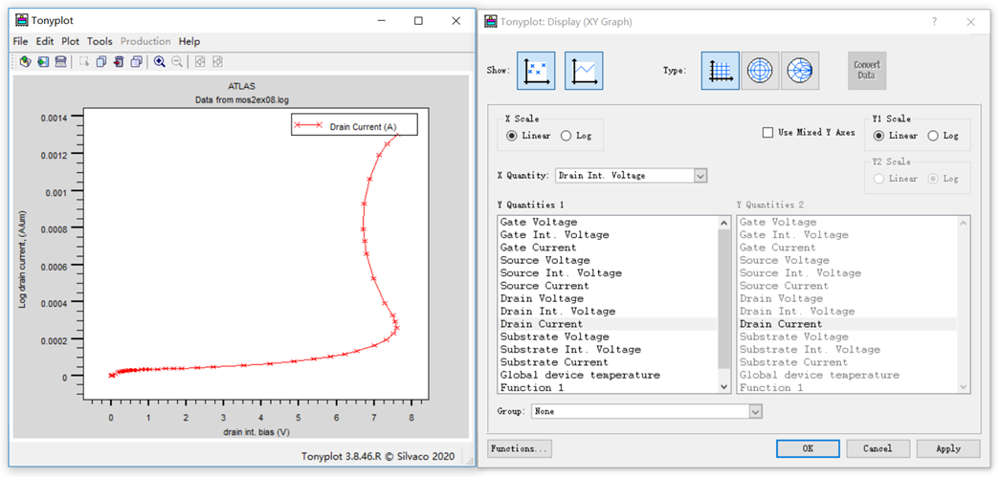 Tonyplot
File Edit Plot Tools Production Help
ATLAS
Data from mos2ex08.log
Drain Current (A)
0.0014
0.0012
0.001
0.0008
0.0006
0.0004
0.0002
0
Log drain current, (A/um)
0 1 2 3 4 5 6 7 8
drain int. bias (V)
Tonyplot 3.8.46.R © Silvaco 2020
Tonyplot: Display (XY Graph)
Show:
Type:
Convert
Data
X Scale
Linear Log
Use Mixed Y Axes
Y1 Scale
Linear Log
Y2 Scale
Linear Log
X Quantity: Drain Int. Voltage
Y Quantities 1
Gate Voltage
Gate Int. Voltage
Gate Current
Source Voltage
Source Int. Voltage
Source Current
Drain Voltage
Drain Int. Voltage
Drain Current
Substrate Voltage
Substrate Int. Voltage
Substrate Current
Global device temperature
Function 1
Y Quantities 2
Gate Voltage
Gate Int. Voltage
Gate Current
Source Voltage
Source Int. Voltage
Source Current
Drain Voltage
Drain Int. Voltage
Drain Current
Substrate Voltage
Substrate Int. Voltage
Substrate Current
Global device temperature
Function 1
Group: None
Functions...
OK
Cancel
Apply